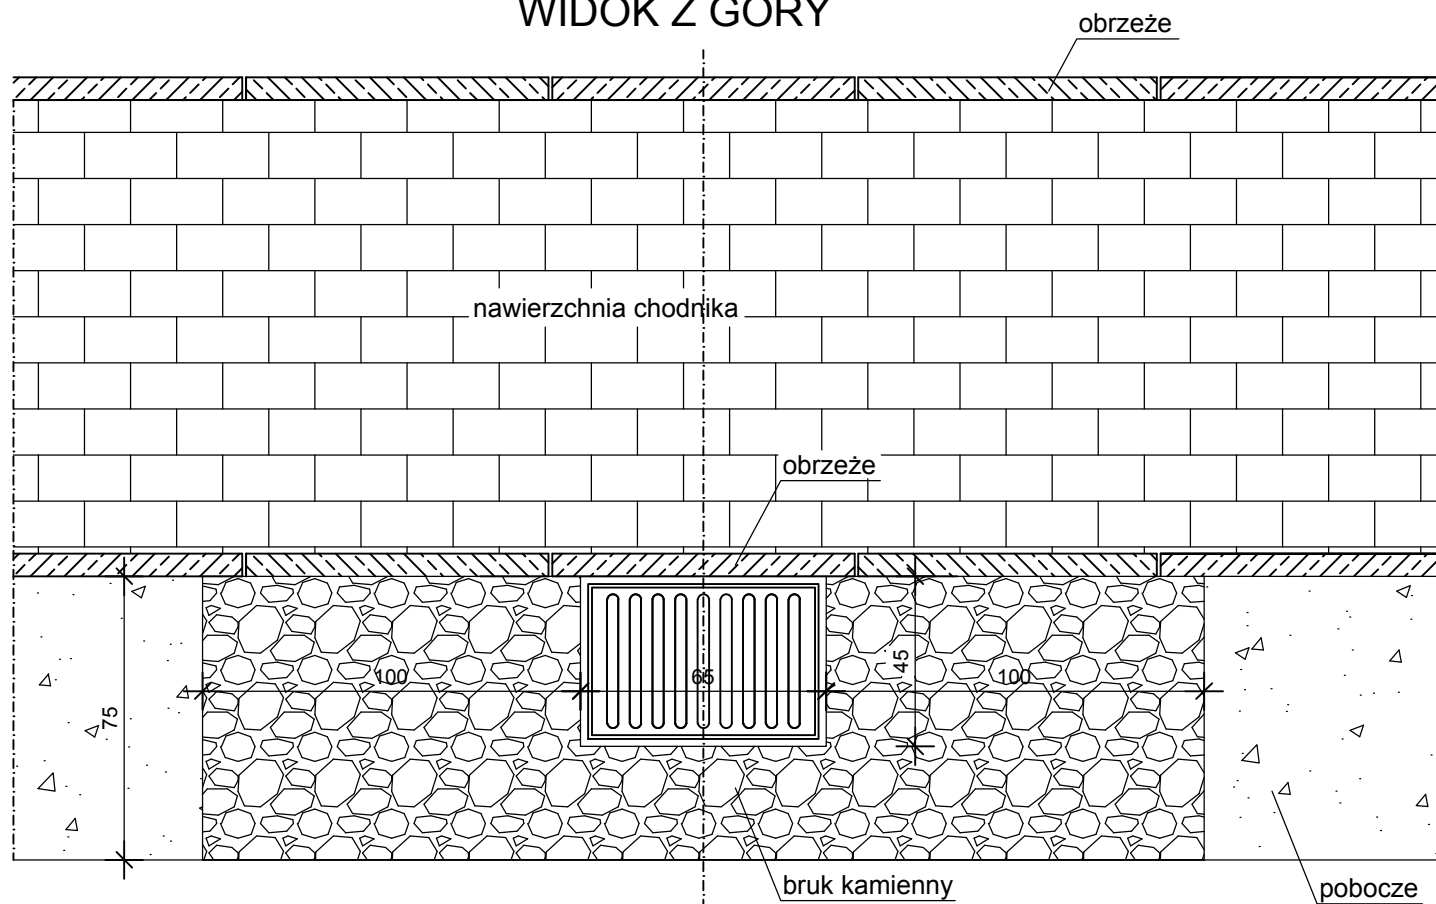 WIDOK Z GÓRY
obrzeże
nawierzchnia chodnika
obrzeże
45
100
65
100
75
bruk kamienny
pobocze